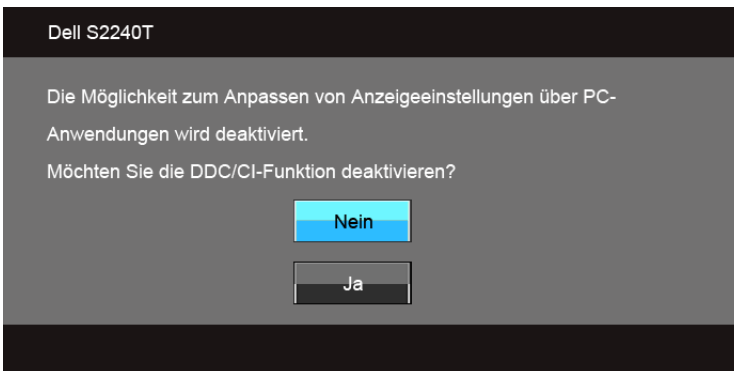 Dell S2240T
Die Möglichkeit zum Anpassen von Anzeigeeinstellungen über PC-
Anwendungen wird deaktiviert.
Möchten Sie die DDC/CI-Funktion deaktivieren?
Nein
Ja